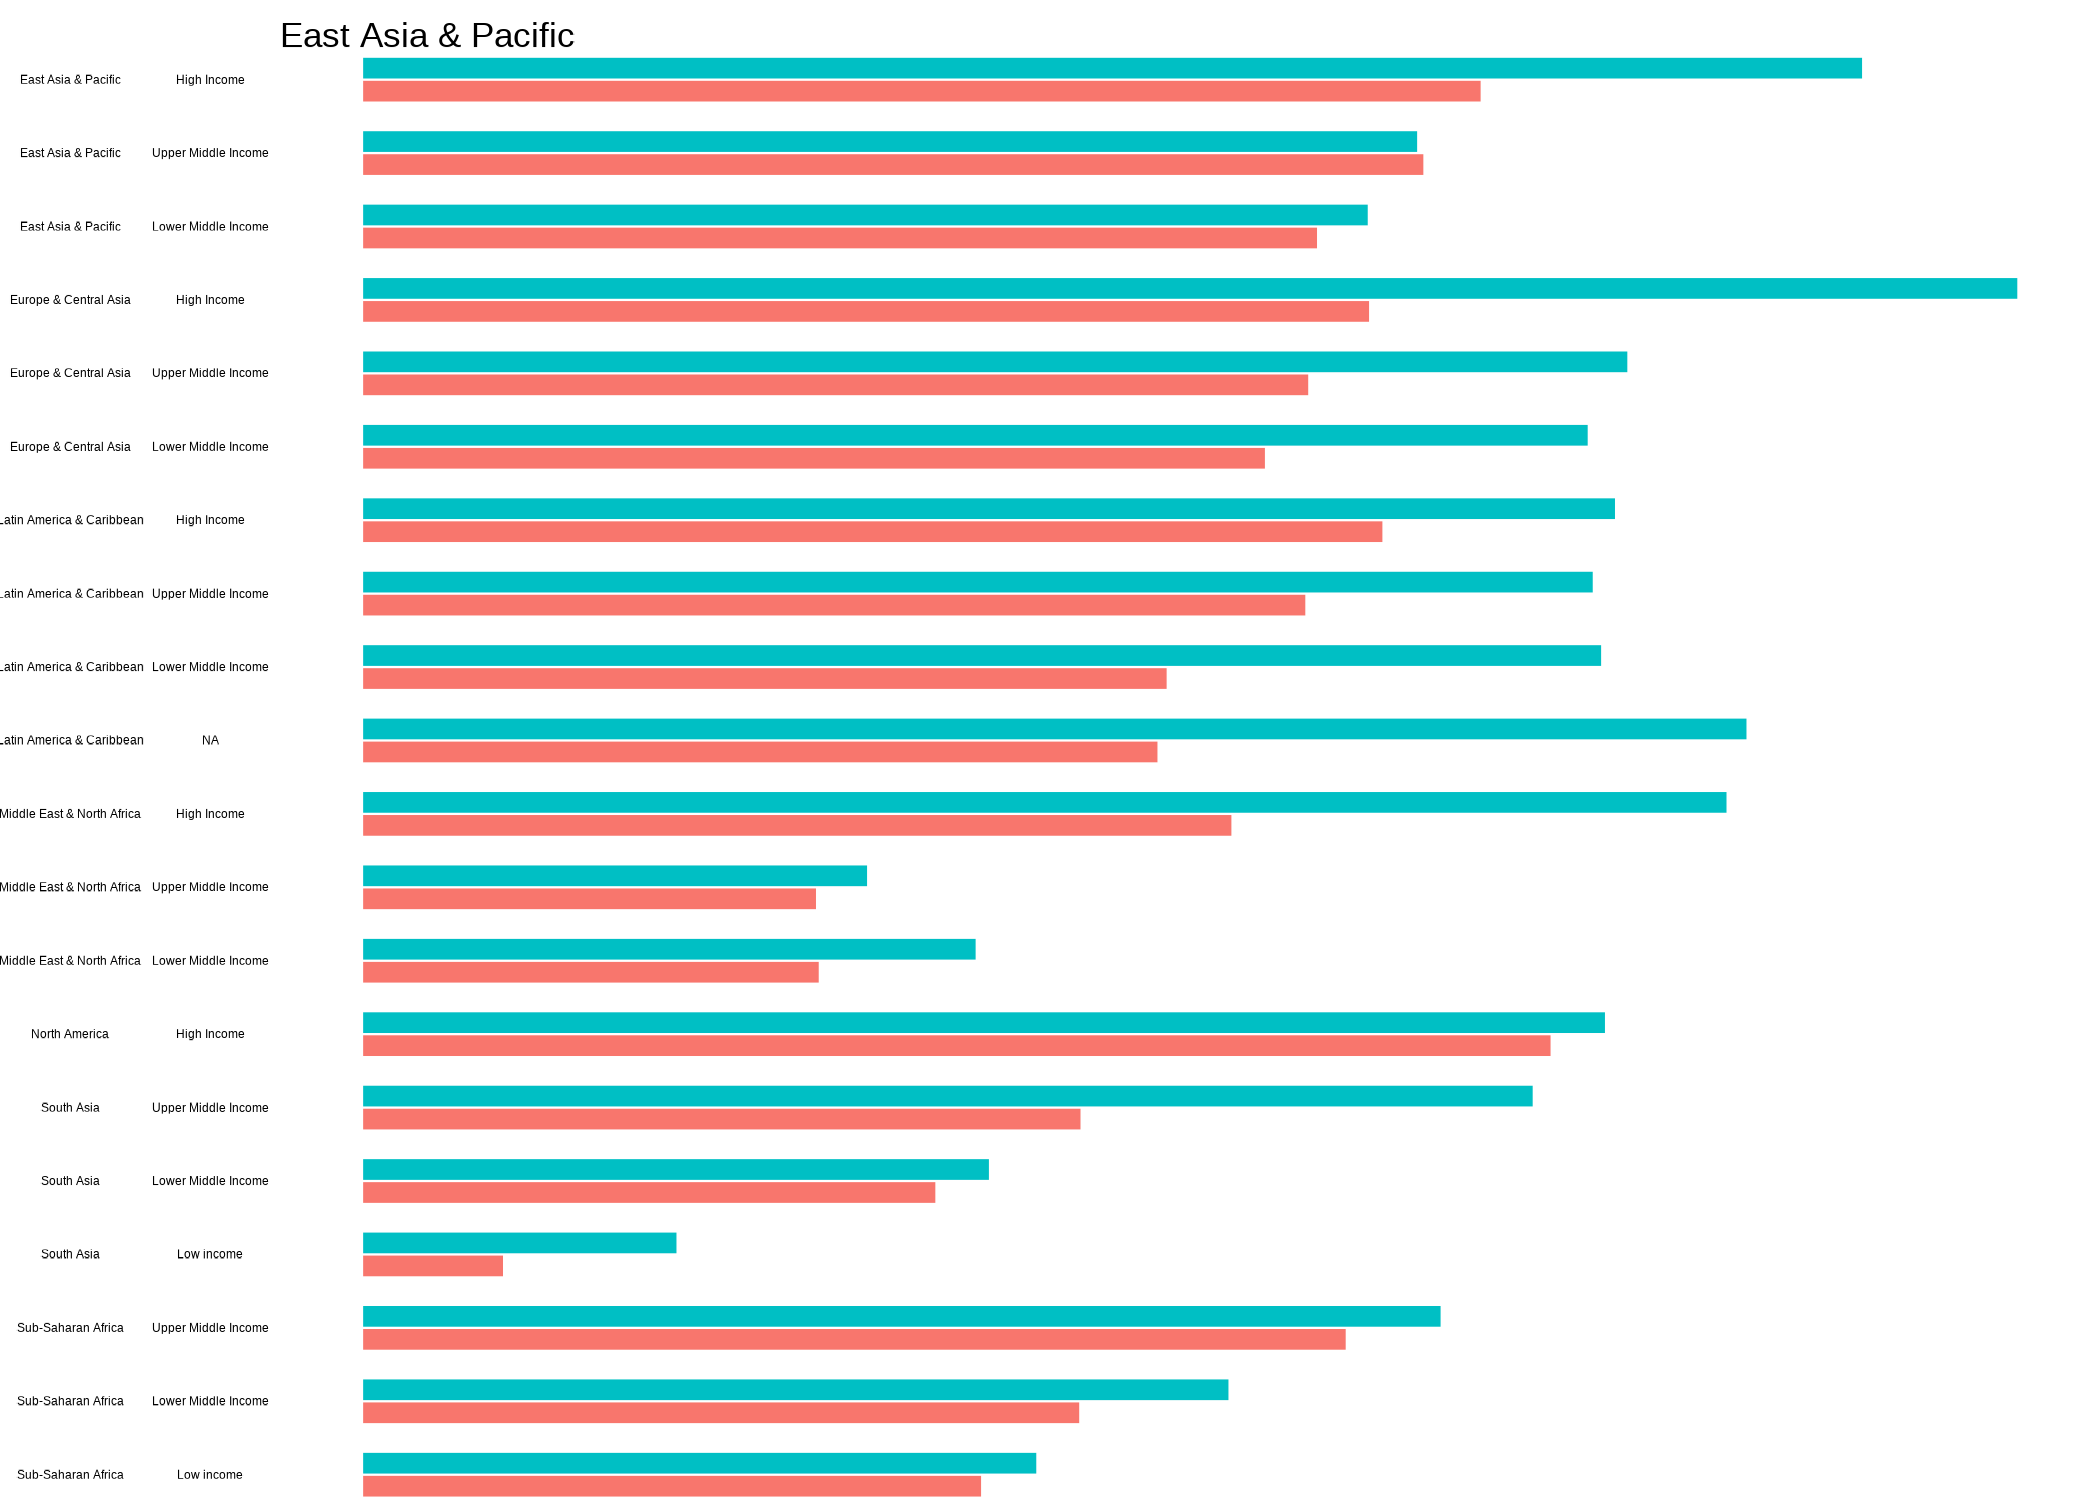 East Asia & Pacific
East Asia & Pacific High Income
East Asia & Pacific Upper Middle Income
East Asia & Pacific Lower Middle Income
Europe & Central Asia High Income
Europe & Central Asia Upper Middle Income
Europe & Central Asia Lower Middle Income
Latin America & Caribbean High Income
Latin America & Caribbean Upper Middle Income
Latin America & Caribbean Lower Middle Income
Latin America & Caribbean NA
Middle East & North Africa High Income
Middle East & North Africa Upper Middle Income
Middle East & North Africa Lower Middle Income
North America High Income
South Asia Upper Middle Income
South Asia Lower Middle Income
South Asia Low income
Sub-Saharan Africa Upper Middle Income
Sub-Saharan Africa Lower Middle Income
Sub-Saharan Africa Low income